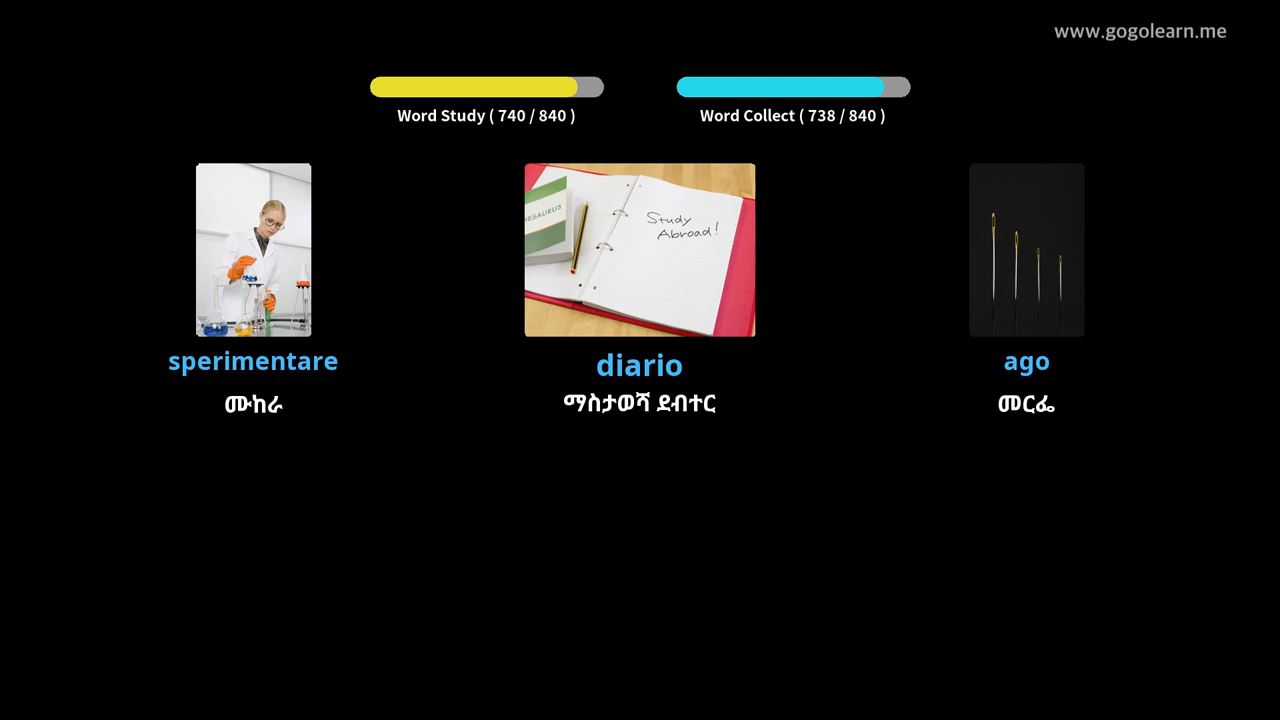 www.gogolearn.me
Word Study ( 740 / 840 )
Word Collect ( 738 / 840 )
THESAURUS
Study
Abroad!
sperimentare
diario
ago
ሙከራ
ማስታወሻ ደብተር
መርፌ